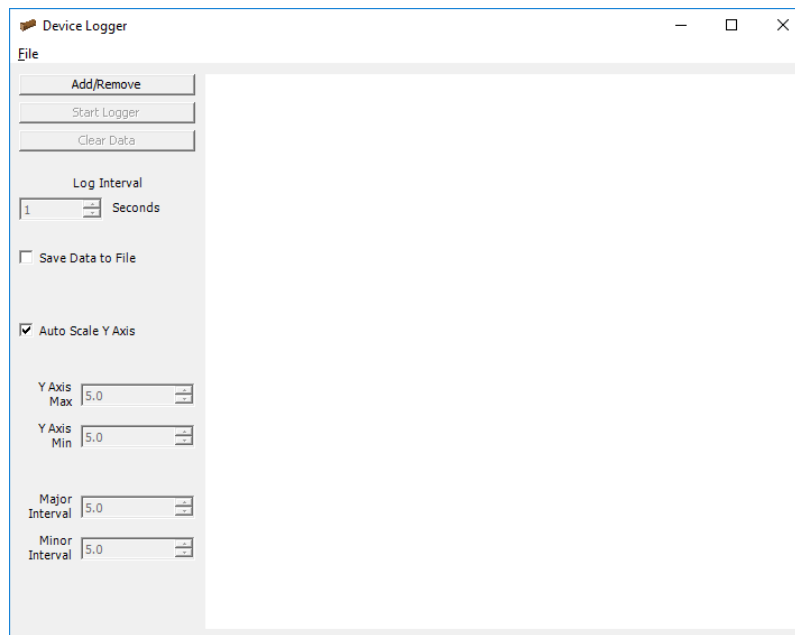 Device Logger
File
Add/Remove
Start Logger
Clear Data
Log Interval
1 Seconds
Save Data to File
Auto Scale Y Axis
Y Axis
Max 5.0
Y Axis
Min 5.0
Major
Interval 5.0
Minor
Interval 5.0